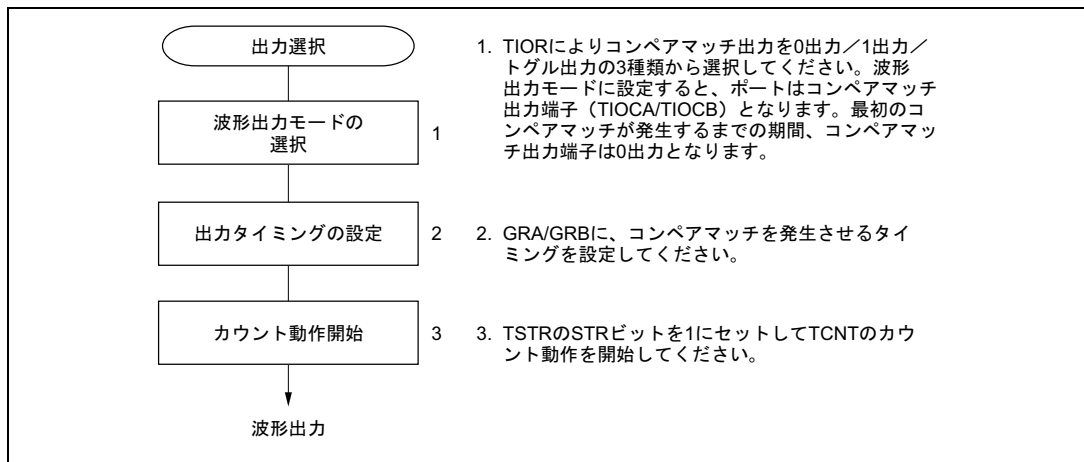 出力選択
波形出力モードの
選択
1
1. TIORによりコンペアマッチ出力を0出力／1出力／
トグル出力の3種類から選択してください。波形
出力モードに設定すると、ポートはコンペアマッチ
出力端子（TIOCA/TIOCB）となります。最初のコ
ンペアマッチが発生するまでの期間、コンペアマッ
チ出力端子は0出力となります。
出力タイミングの設定
2
2. GRA/GRBに、コンペアマッチを発生させるタイ
ミングを設定してください。
カウント動作開始
3
3. TSTRのSTRビットを1にセットしてTCNTのカウ
ント動作を開始してください。
波形出力